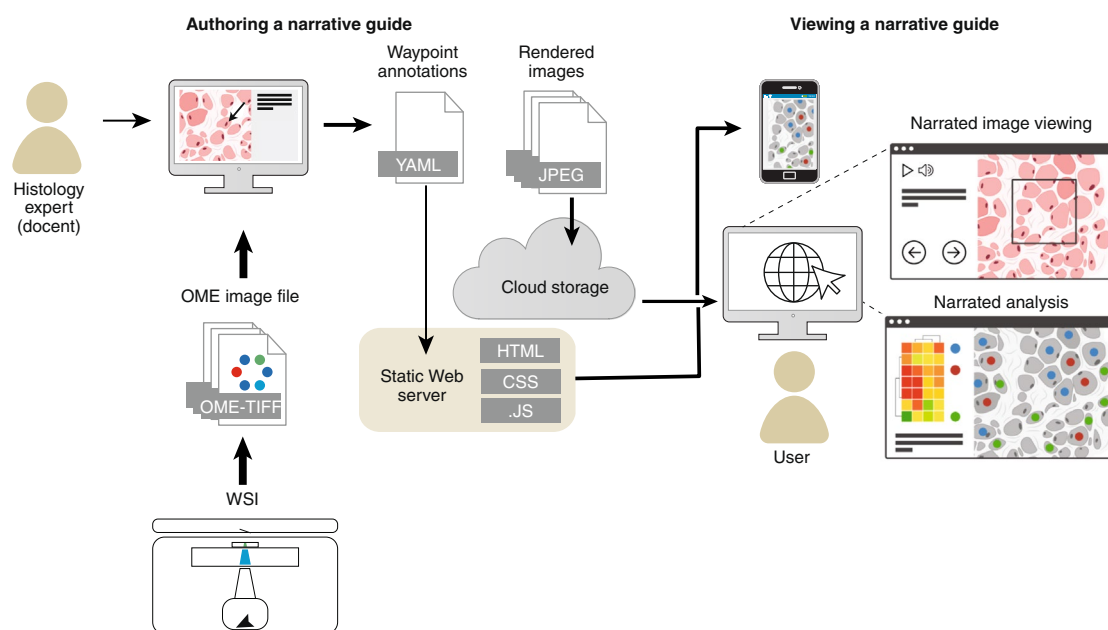 Authoring a narrative guide
Viewing a narrative guide
Waypoint
annotations
Rendered
images
YAML
JPEG
Histology
expert
(docent)
OME image file
OME-TIFF
WSI
Cloud storage
Static Web
server
HTML
CSS
.JS
User
Narrated image viewing
Narrated analysis